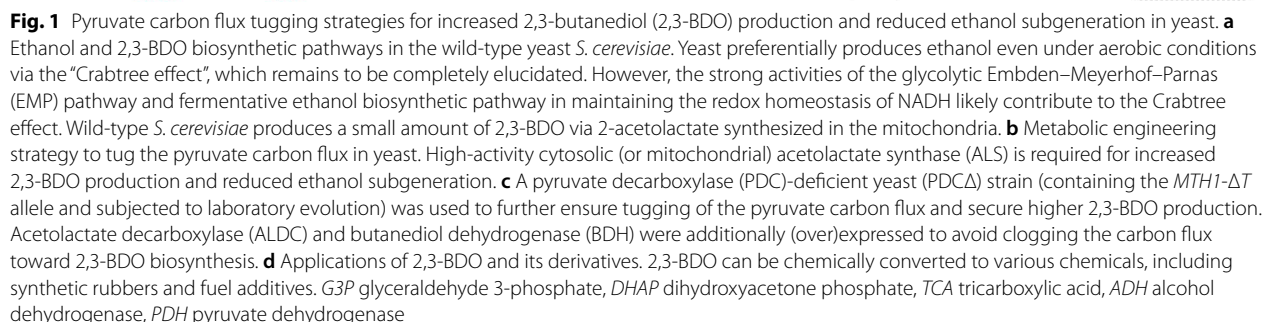 Fig. 1 Pyruvate carbon flux tugging strategies for increased 2,3-butanediol (2,3-BDO) production and reduced ethanol subgeneration in yeast. a
Ethanol and 2,3-BDO biosynthetic pathways in the wild-type yeast S. cerevisiae. Yeast preferentially produces ethanol even under aerobic conditions
via the “Crabtree effect”, which remains to be completely elucidated. However, the strong activities of the glycolytic Embden–Meyerhof–Parnas
(EMP) pathway and fermentative ethanol biosynthetic pathway in maintaining the redox homeostasis of NADH likely contribute to the Crabtree
effect. Wild-type S. cerevisiae produces a small amount of 2,3-BDO via 2-acetolactate synthesized in the mitochondria. b Metabolic engineering
strategy to tug the pyruvate carbon flux in yeast. High-activity cytosolic (or mitochondrial) acetolactate synthase (ALS) is required for increased
2,3-BDO production and reduced ethanol subgeneration. c A pyruvate decarboxylase (PDC)-deficient yeast (PDCΔ) strain (containing the MTH1-ΔT
allele and subjected to laboratory evolution) was used to further ensure tugging of the pyruvate carbon flux and secure higher 2,3-BDO production.
Acetolactate decarboxylase (ALDC) and butanediol dehydrogenase (BDH) were additionally (over)expressed to avoid clogging the carbon flux
toward 2,3-BDO biosynthesis. d Applications of 2,3-BDO and its derivatives. 2,3-BDO can be chemically converted to various chemicals, including
synthetic rubbers and fuel additives. G3P glyceraldehyde 3-phosphate, DHAP dihydroxyacetone phosphate, TCA tricarboxylic acid, ADH alcohol
dehydrogenase, PDH pyruvate dehydrogenase